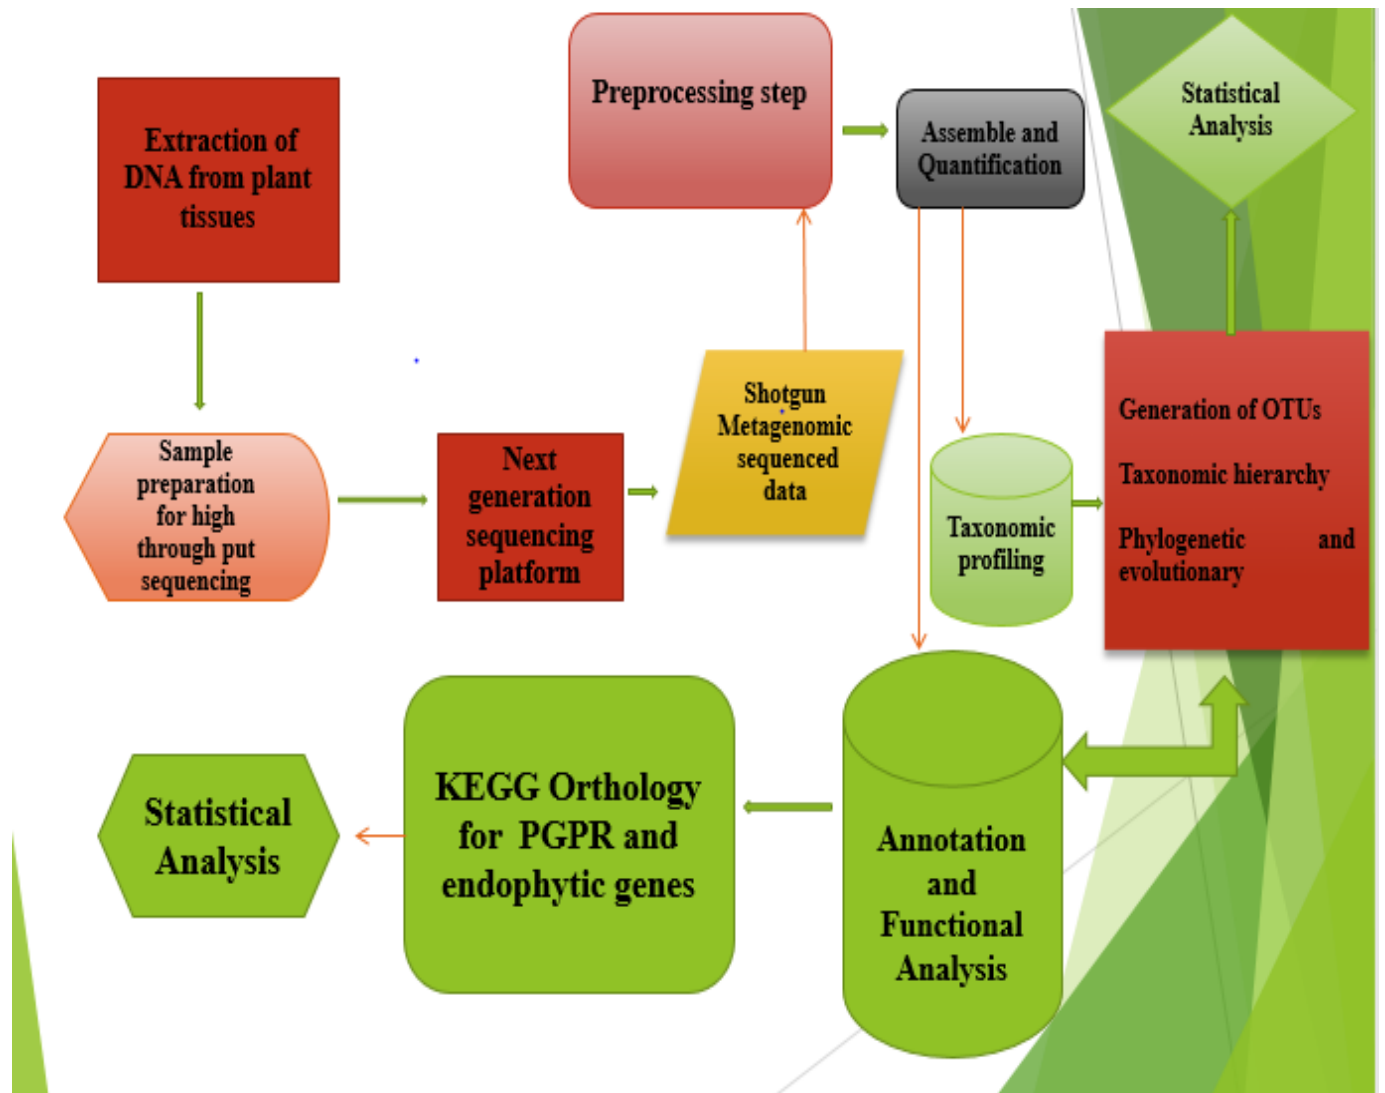 Extraction of
DNA from plant
tissues
Sample
preparation
for high
through put
sequencing
Next
generation
sequencing
platform
Shotgun
Metagenomic
sequenced
data
Preprocessing step
Assemble and
Quantification
Taxonomic
profiling
Generation of OTUs
Taxonomic hierarchy
Phylogenetic and
evolutionary
Statistical
Analysis
Annotation
and
Functional
Analysis
KEGG Orthology
for PGPR and
endophytic genes
Statistical
Analysis